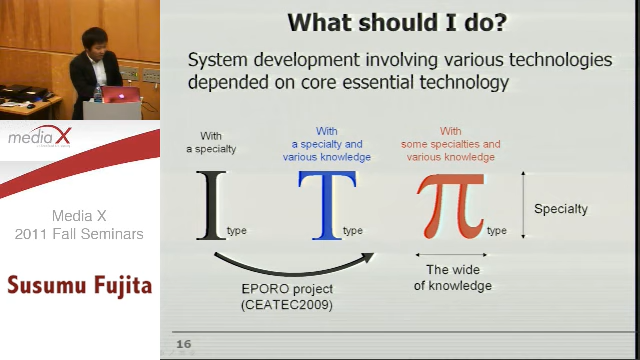 What should I do?
System development involving various technologies
depended on core essential technology
With
a specialty
With
a specialty and
various knowledge
With
some specialties and
various knowledge
I type
T type
π type
Specialty
The wide
of knowledge
EPORO project
(CEATEC2009)
16
media X
Media X
2011 Fall Seminars
Susumu Fujita